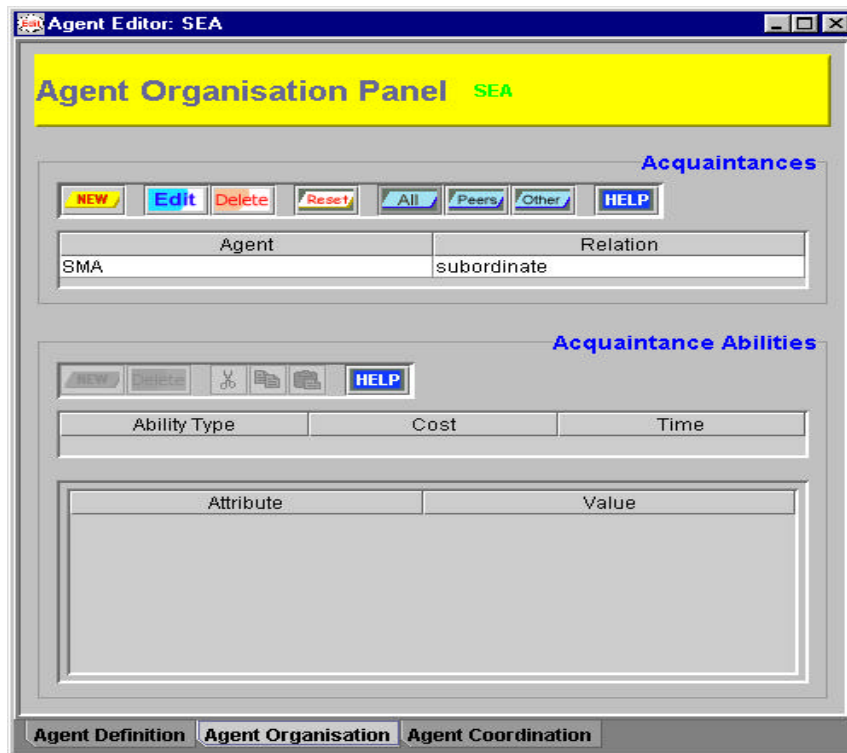 Edit Agent Editor: SEA
Agent Organisation Panel SEA
Acquaintances
NEW Edit Delete Reset All Peers Other HELP
Agent Relation
SMA subordinate
Acquaintance Abilities
NEW Delete HELP
Ability Type Cost Time
Attribute Value
Agent Definition Agent Organisation Agent Coordination